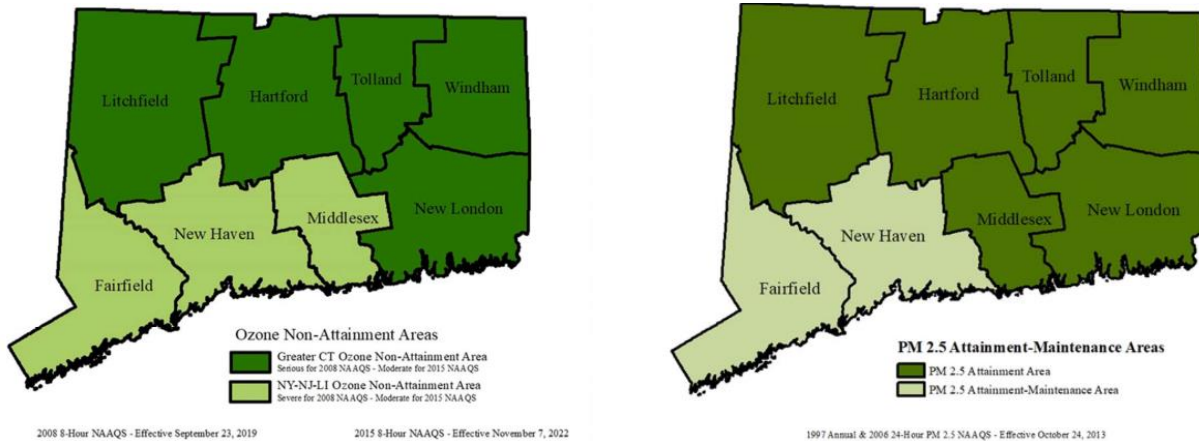 Litchfield
Hartford
Tolland
Windham
New London
Middlesex
New Haven
Fairfield
Ozone Non-Attainment Areas
Greater CT Ozone Non-Attainment Area
Serious for 2008 NAAQS - Moderate for 2015 NAAQS
NY-NJ-LI Ozone Non-Attainment Area
Severe for 2008 NAAQS - Moderate for 2015 NAAQS
2008 8-Hour NAAQS - Effective September 23, 2019
2015 8-Hour NAAQS - Effective November 7, 2022
Litchfield
Hartford
Tolland
Windham
New London
Middlesex
New Haven
Fairfield
PM 2.5 Attainment-Maintenance Areas
PM 2.5 Attainment Area
PM 2.5 Attainment-Maintenance Area
1997 Annual & 2006 24-Hour PM 2.5 NAAQS - Effective October 24, 2013